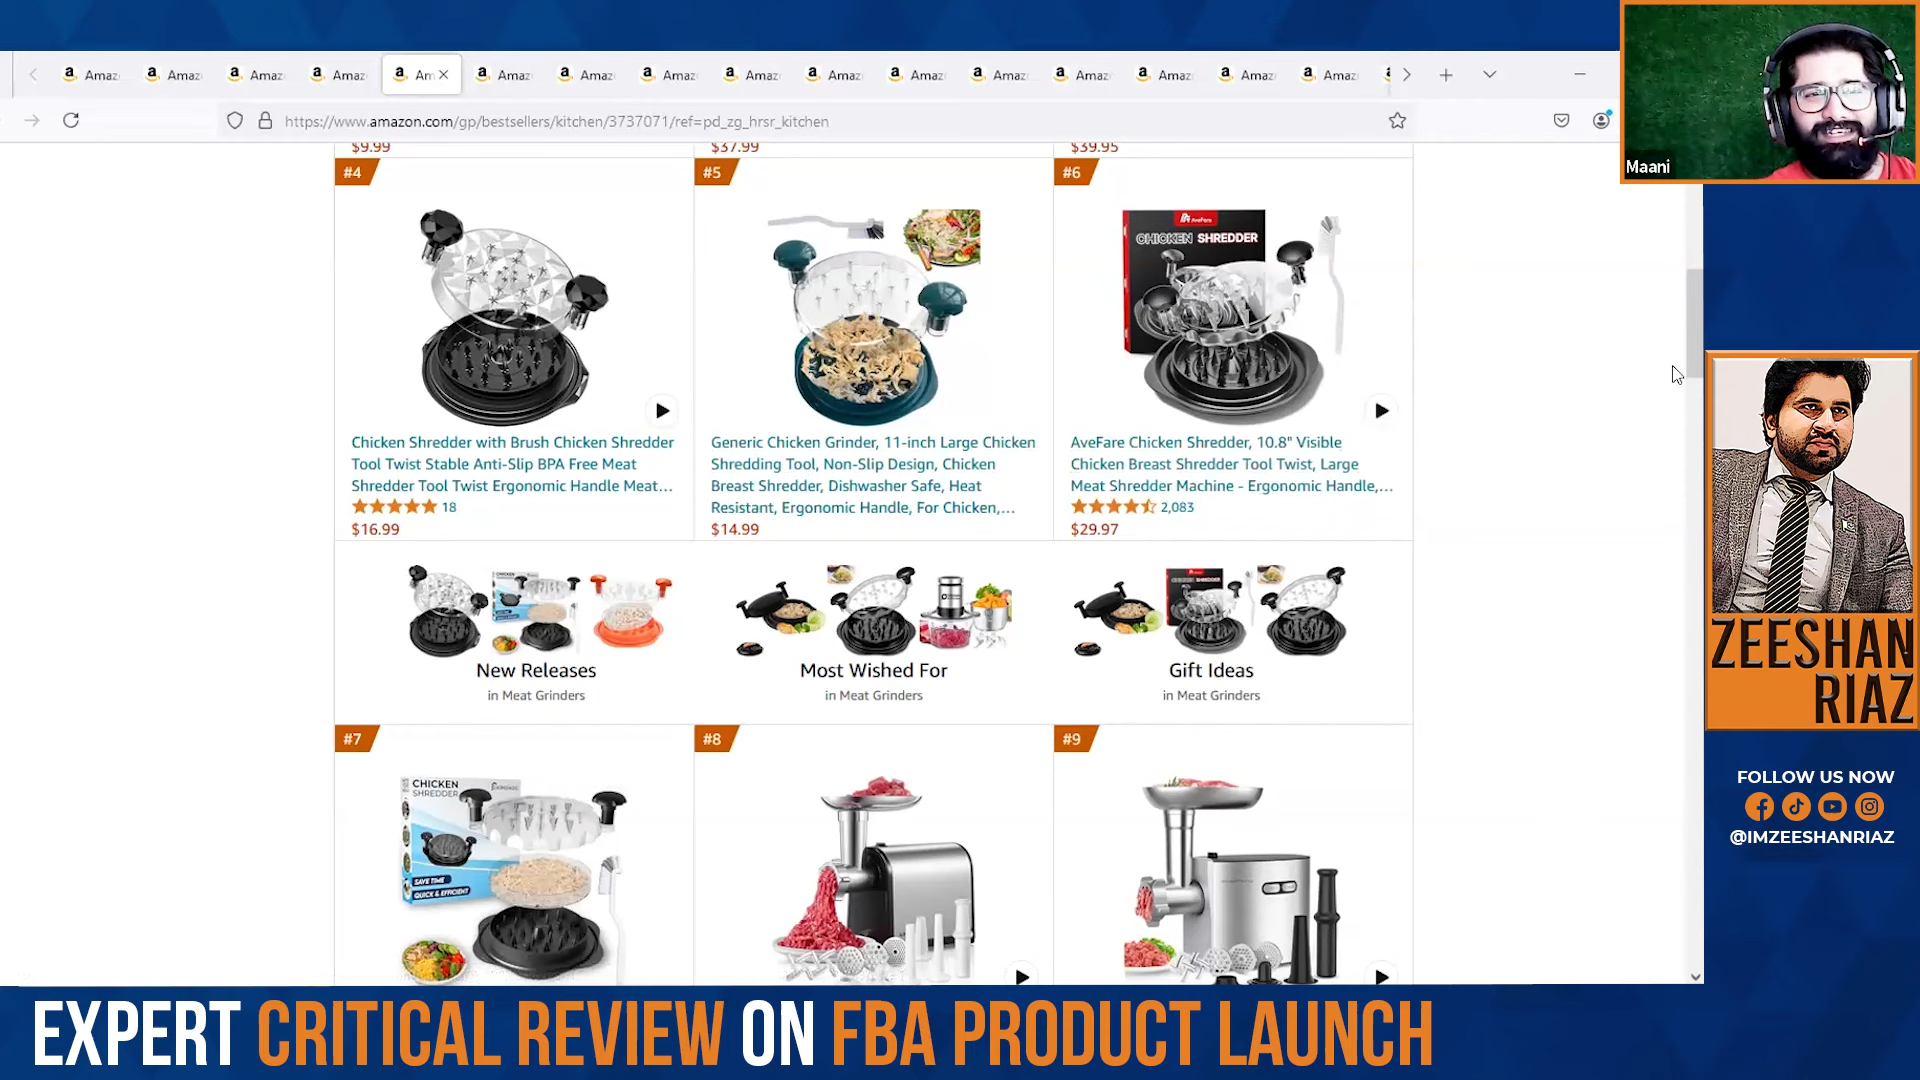 Amaz
Amaz
Amaz
Amaz
Am
Amaz
Amaz
Amaz
Amaz
Amaz
Amaz
Amaz
Amaz
Amaz
Amaz
Amaz
https://www.amazon.com/gp/bestsellers/kitchen/3737071/ref=pd_zg_hrsr_kitchen
Maani
$9.99
$37.99
$39.95
#4
#5
#6
AveFare
CHICKEN SHREDDER
Chicken Shredder with Brush Chicken Shredder
Tool Twist Stable Anti-Slip BPA Free Meat
Shredder Tool Twist Ergonomic Handle Meat...
18
$16.99
Generic Chicken Grinder, 11-inch Large Chicken
Shredding Tool, Non-Slip Design, Chicken
Breast Shredder, Dishwasher Safe, Heat
Resistant, Ergonomic Handle, For Chicken,...
$14.99
AveFare Chicken Shredder, 10.8" Visible
Chicken Breast Shredder Tool Twist, Large
Meat Shredder Machine - Ergonomic Handle,...
2,083
$29.97
New Releases
in Meat Grinders
Most Wished For
in Meat Grinders
Gift Ideas
in Meat Grinders
#7
#8
#9
CHICKEN
SHREDDER
SAVE TIME
QUICK & EFFICIENT
ZEESHAN
RIAZ
FOLLOW US NOW
@IMZEESHANRIAZ
EXPERT CRITICAL REVIEW ON FBA PRODUCT LAUNCH